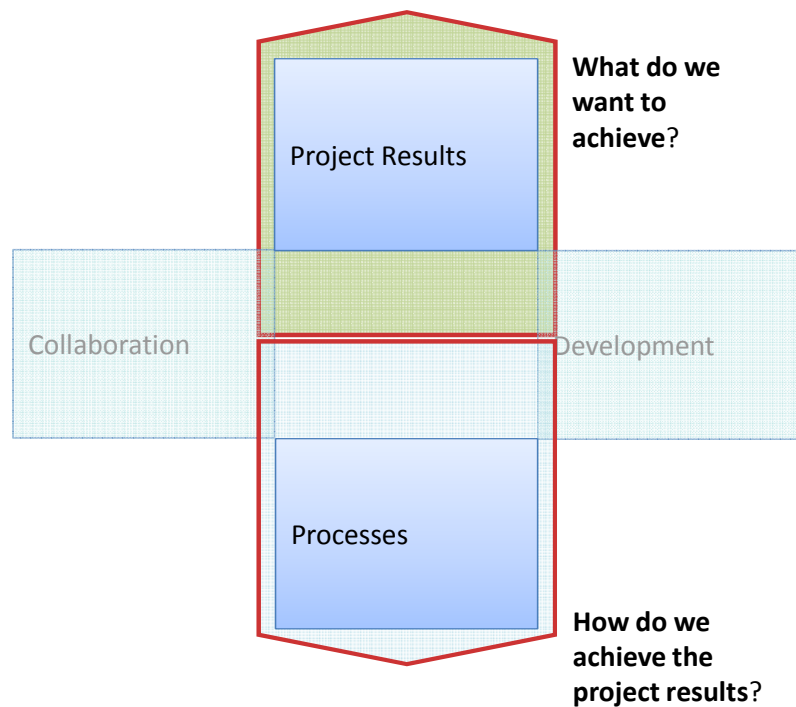 What do we
want to
achieve?
Project Results
Collaboration
Development
Processes
How do we
achieve the
project results?